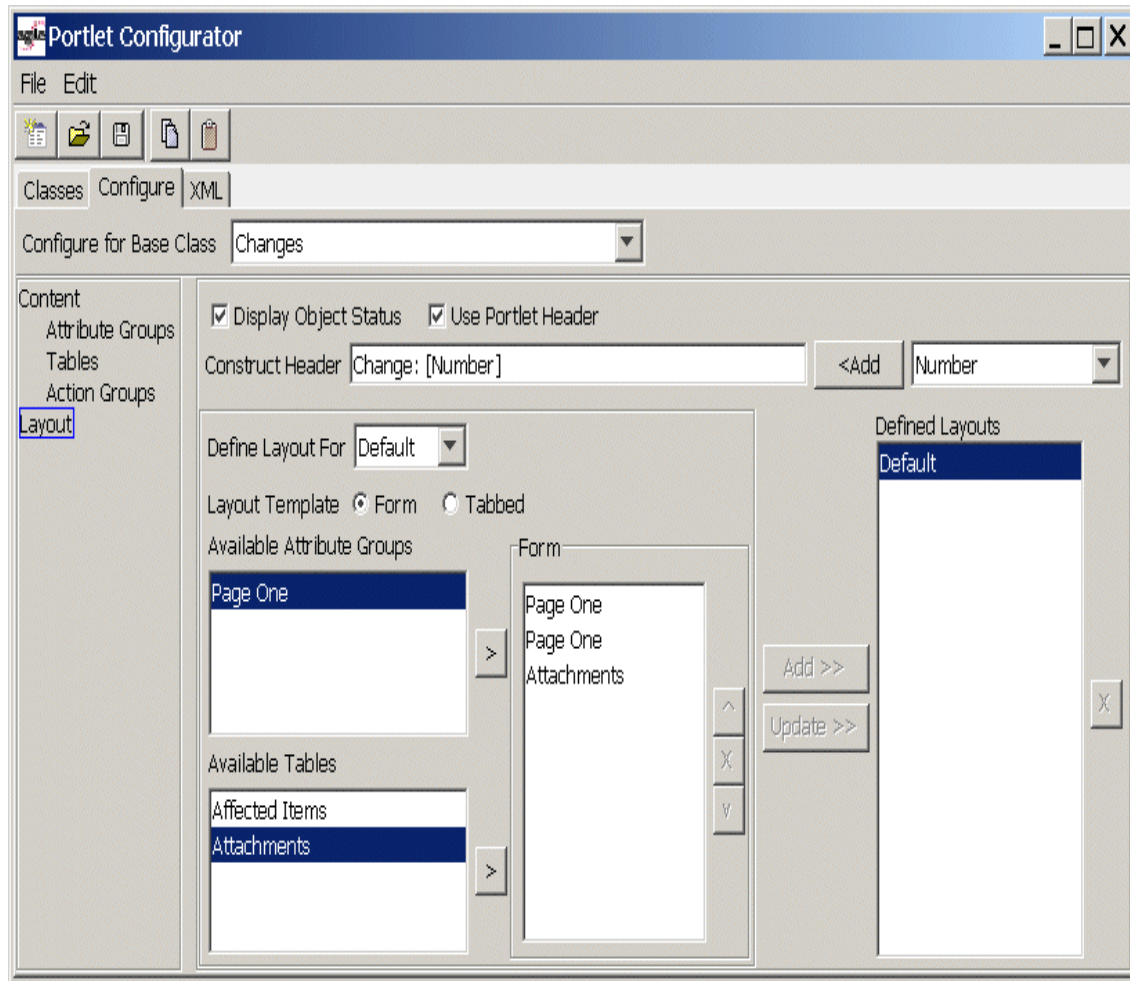 agile Portlet Configurator
File Edit
Classes Configure XML
Configure for Base Class Changes
Content
Attribute Groups
Tables
Action Groups
Layout
Display Object Status Use Portlet Header
Construct Header Change: [Number] <Add Number
Define Layout For Default
Layout Template Form Tabbed
Available Attribute Groups
Page One
>
Available Tables
Affected Items
Attachments
>
Form
Page One
Page One
Attachments
^
X
v
Add >>
Update >>
Defined Layouts
Default
X